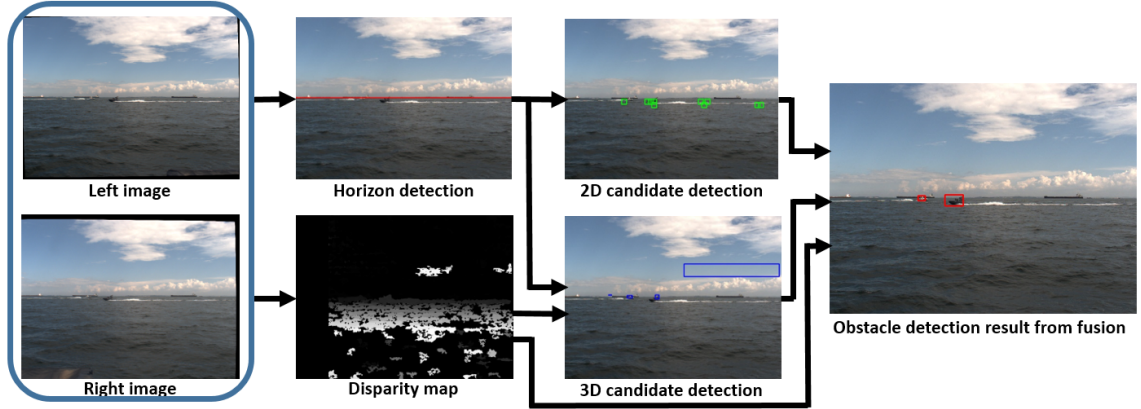 Left image
Horizon detection
2D candidate detection
Right image
Disparity map
3D candidate detection
Obstacle detection result from fusion